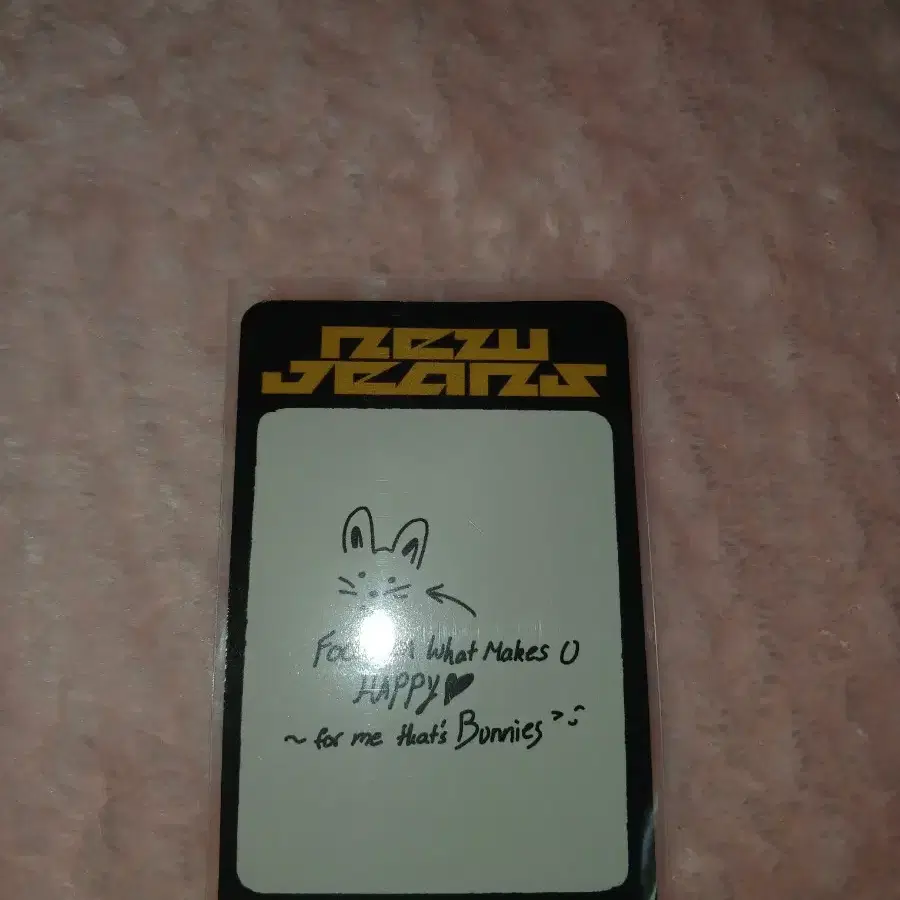 NEW
JEANS
What Makes U
HAPPY♥
~ for me that's Bunnies